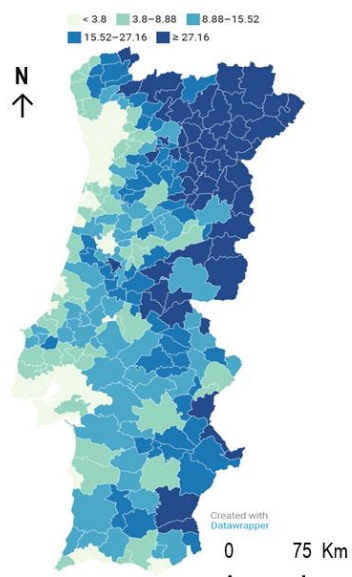 < 3.8 3.8–8.88 8.88–15.52
15.52–27.16 ≥ 27.16
N
Created with
Datawrapper
0 75 Km